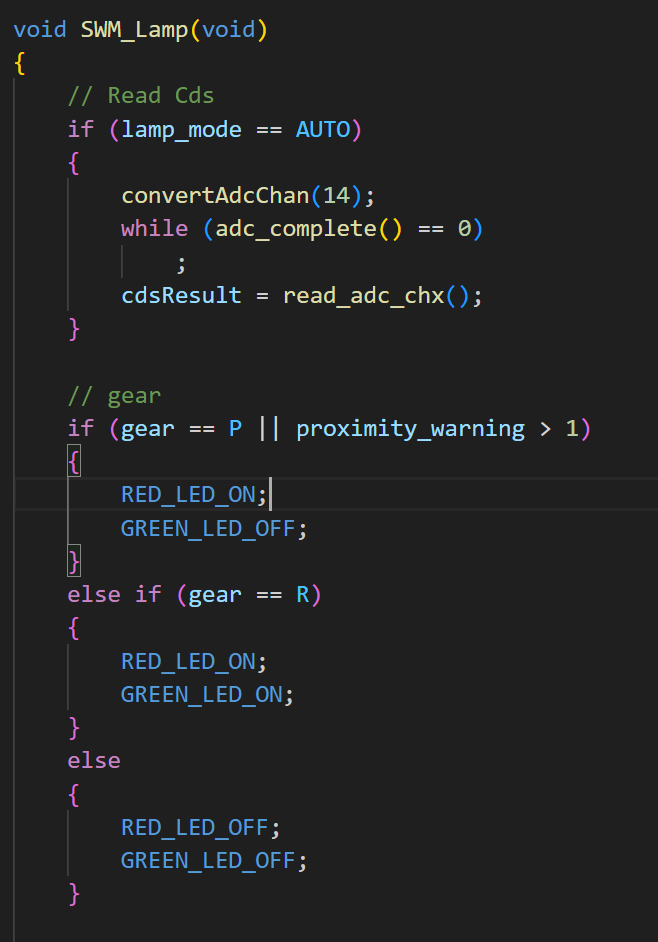 void SWM_Lamp(void)
{
    // Read Cds
    if (lamp_mode == AUTO)
    {
        convertAdcChan(14);
        while (adc_complete() == 0)
            ;
        cdsResult = read_adc_chx();
    }

    // gear
    if (gear == P || proximity_warning > 1)
    {
        RED_LED_ON;
        GREEN_LED_OFF;
    }
    else if (gear == R)
    {
        RED_LED_ON;
        GREEN_LED_ON;
    }
    else
    {
        RED_LED_OFF;
        GREEN_LED_OFF;
    }